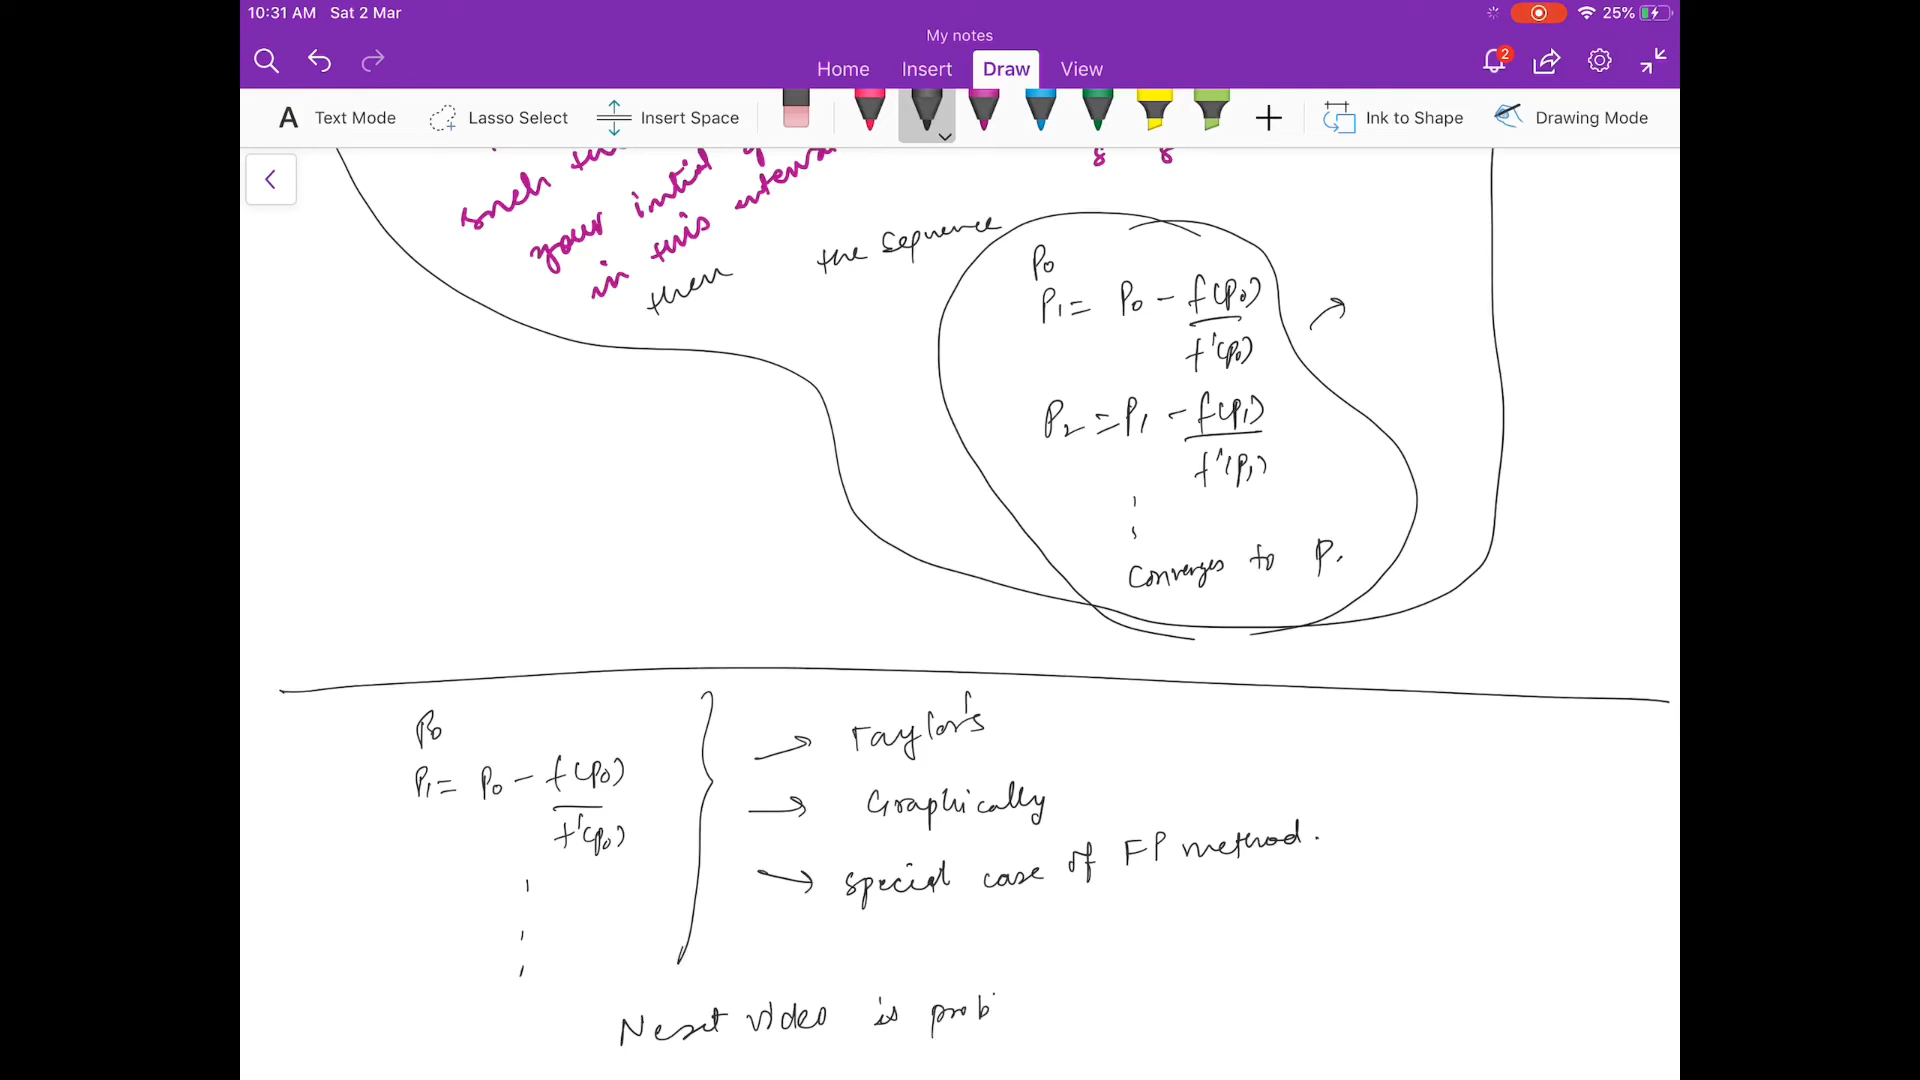 10:31 AM Sat 2 Mar
25%
My notes
Home Insert Draw View
2
A Text Mode Lasso Select Insert Space Ink to Shape Drawing Mode
such
your initial
in this interval
then the sequence
P₀
P₁ = P₀ - f(P₀)/f'(P₀)
P₂ = P₁ - f(P₁)/f'(P₁)
converges to P.
P₀
P₁ = P₀ - f(P₀)/f'(P₀)
→ Taylor's
→ Graphically
→ special case of FP method.
Next video is prob